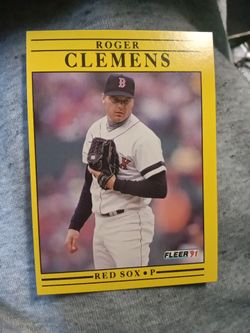 ROGER
CLEMENS
B
FLEER 91
RED SOX • P